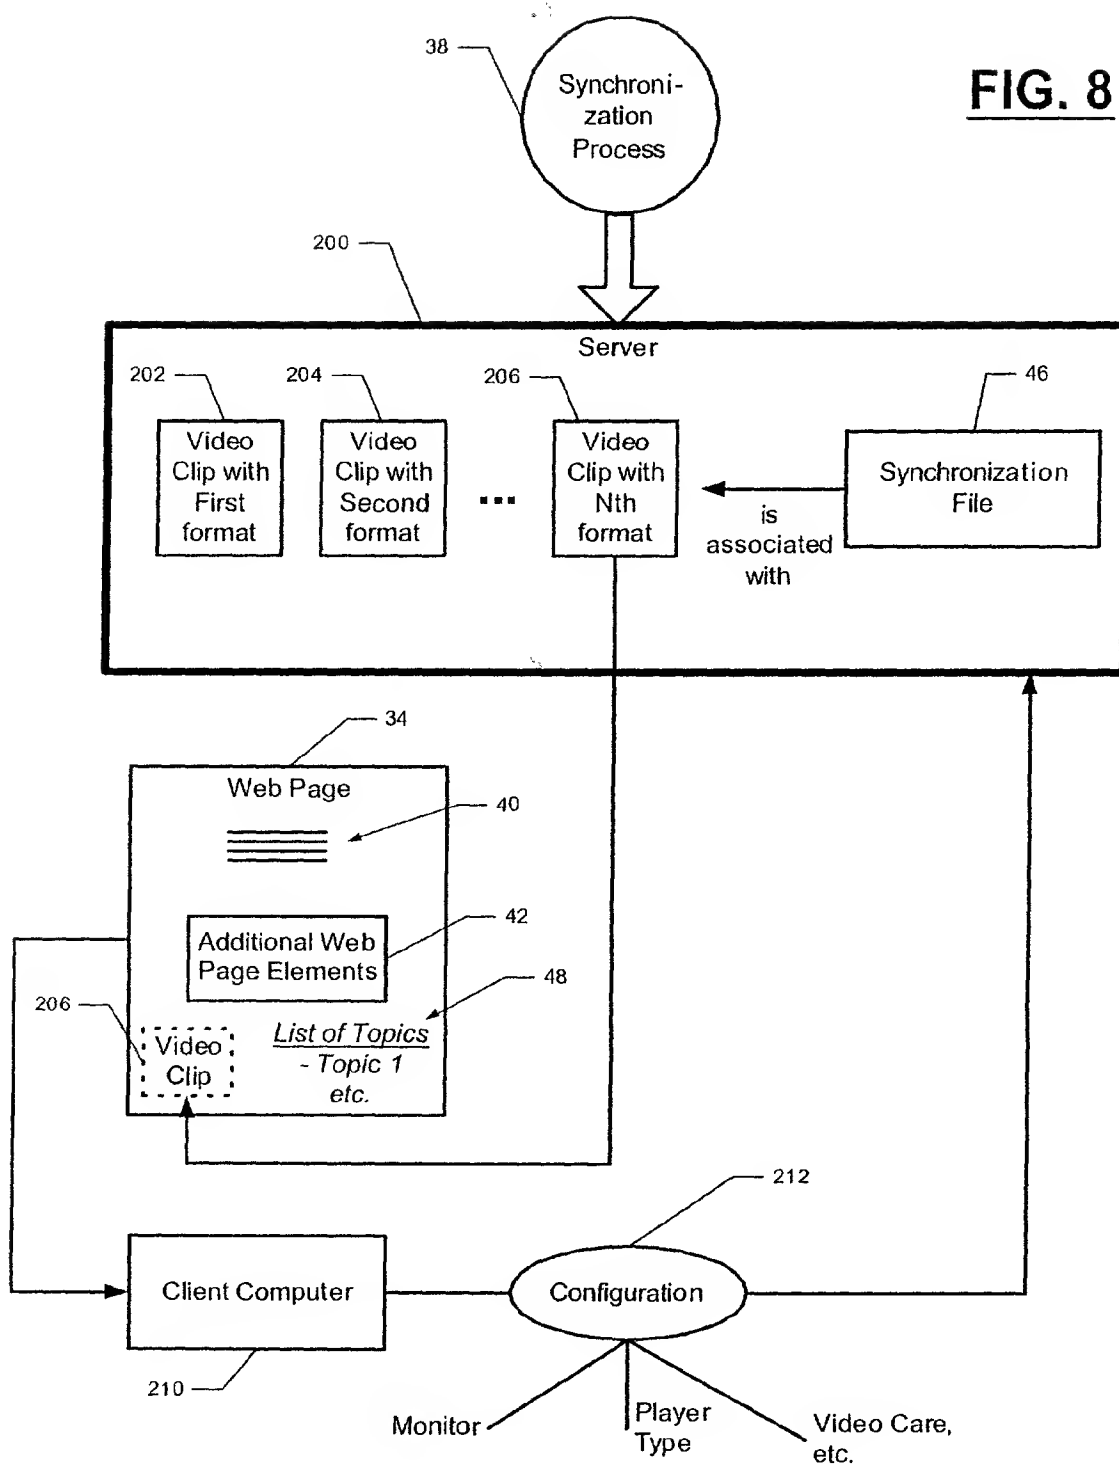 38
Synchroni-
zation
Process
FIG. 8
200
Server
202
204
206
46
Video
Clip with
First
format
Video
Clip with
Second
format
...
Video
Clip with
Nth
format
is
associated
with
Synchronization
File
34
Web Page
40
42
Additional Web
Page Elements
48
206
Video
Clip
List of Topics
- Topic 1
etc.
212
Client Computer
Configuration
210
Monitor
Player
Type
Video Care,
etc.